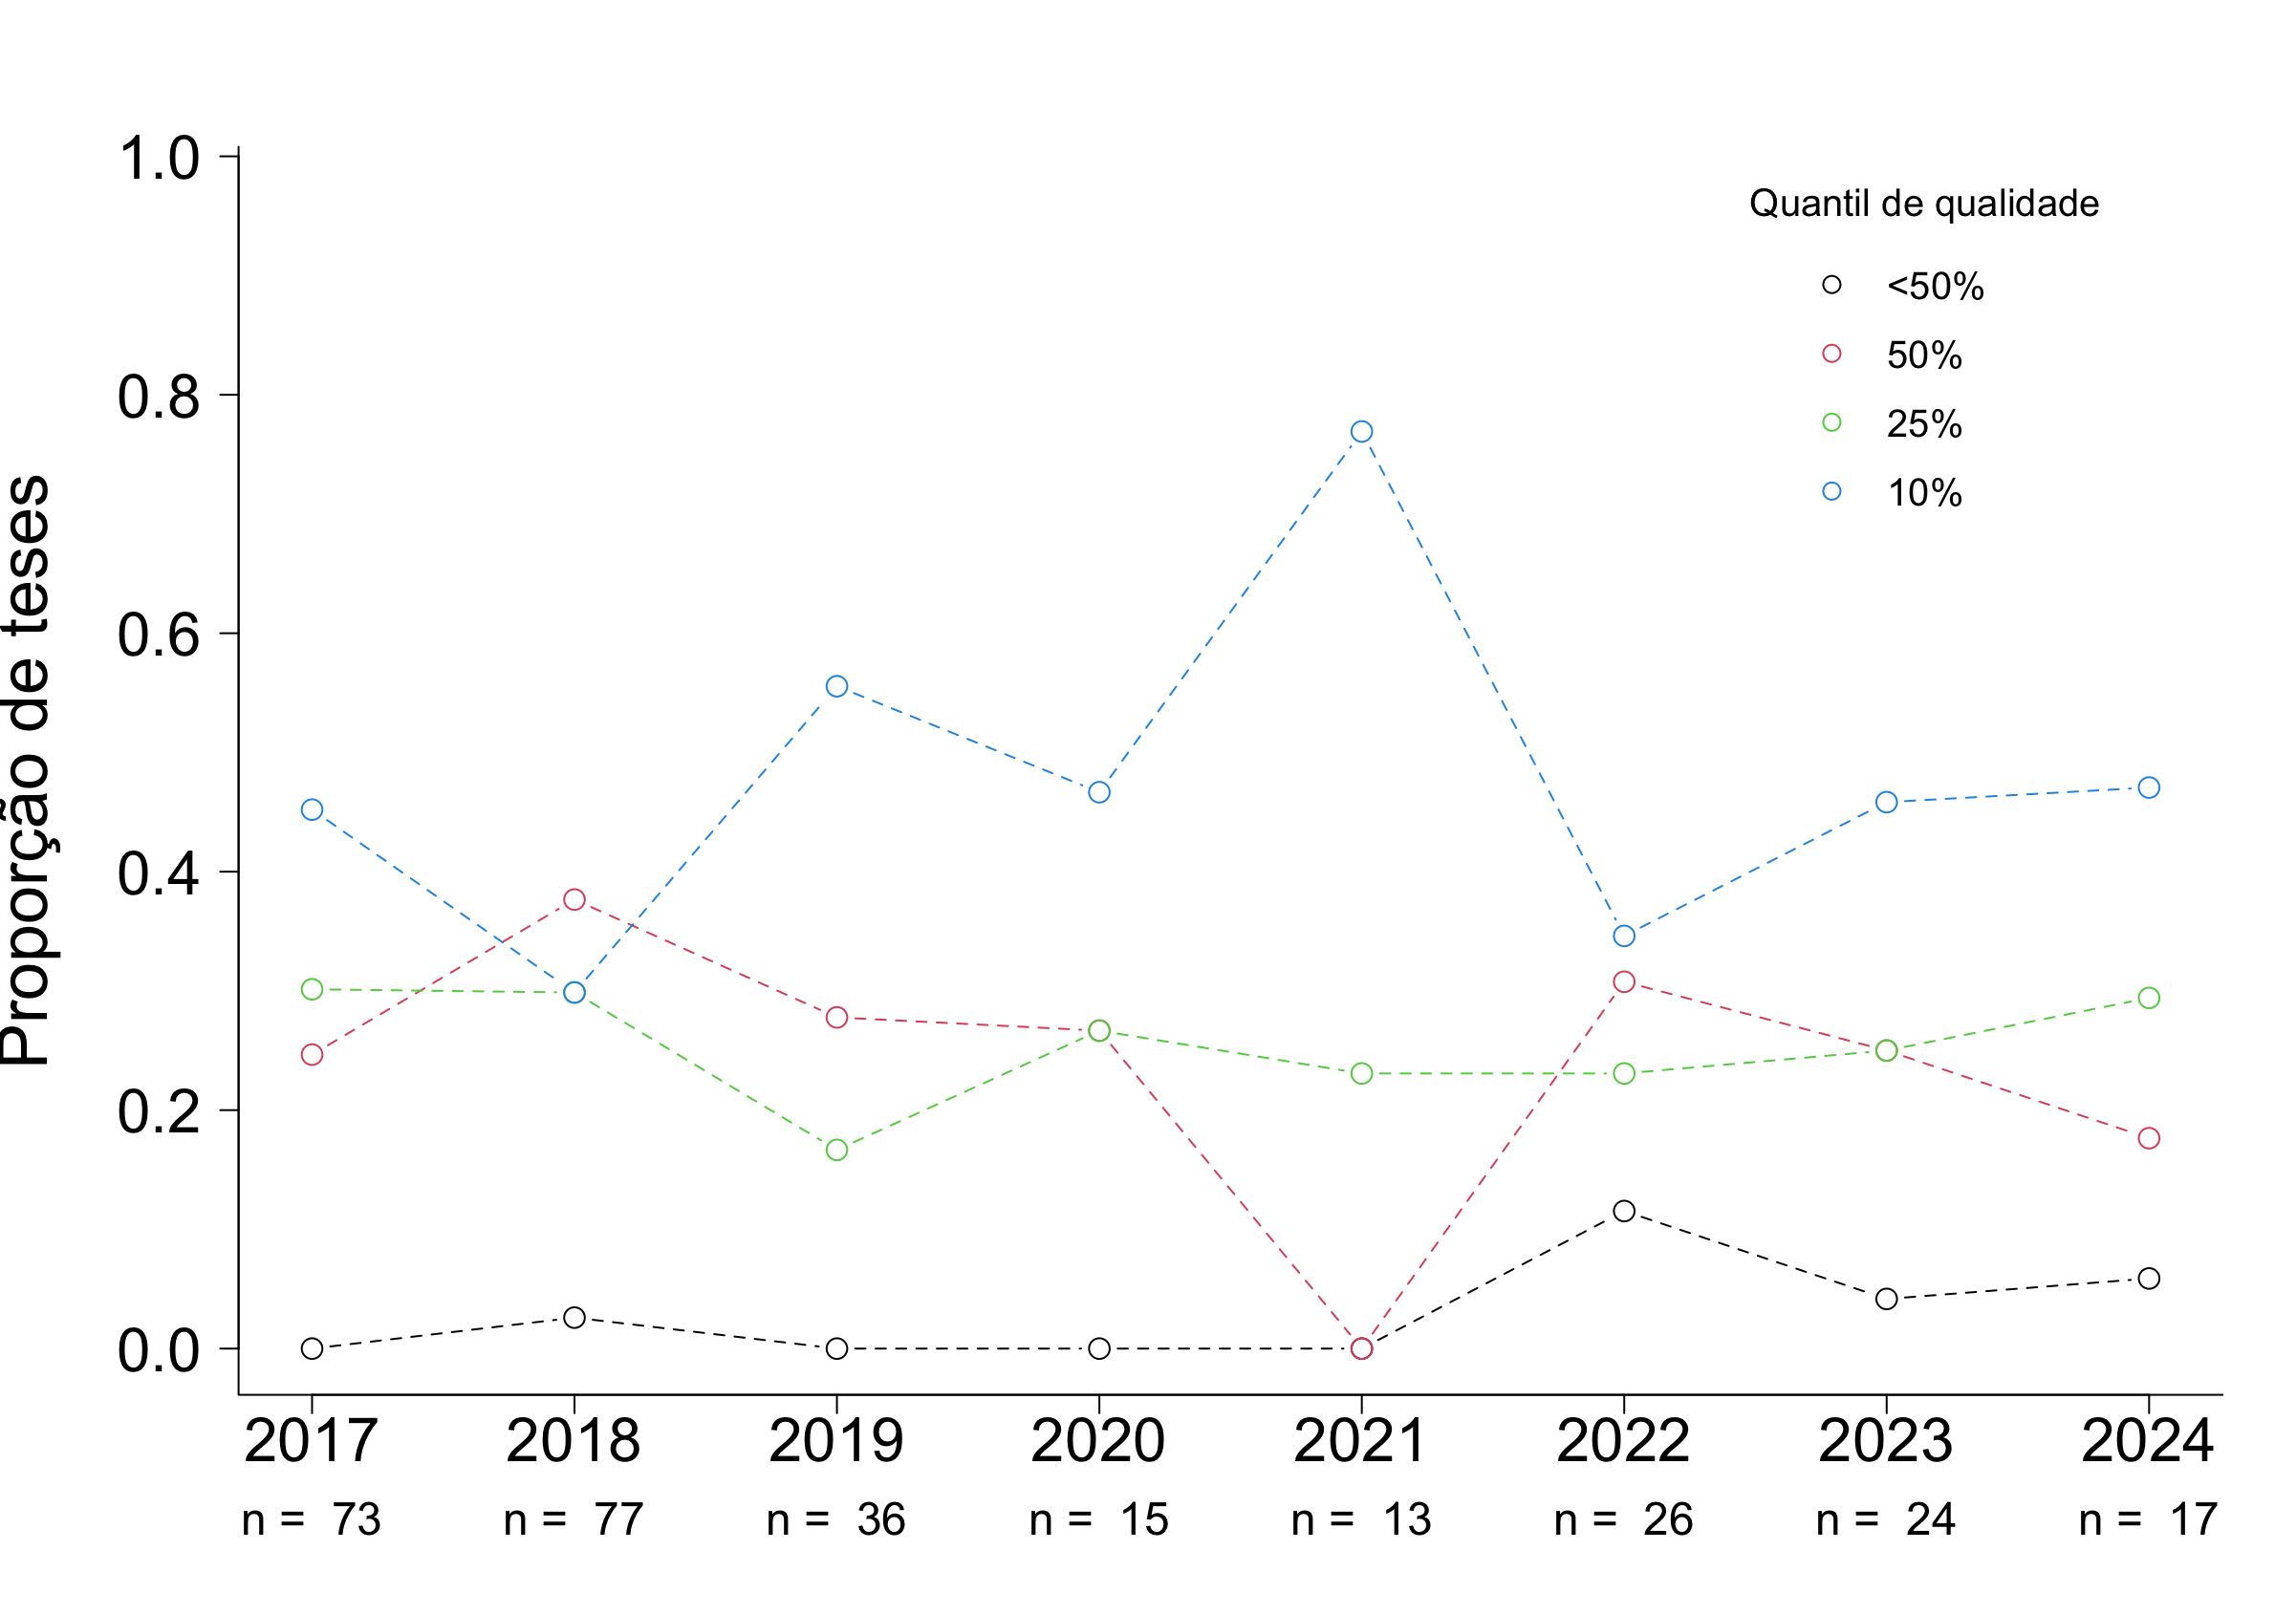 Proporção de teses
1.0
0.8
0.6
0.4
0.2
0.0
Quantil de qualidade
<50%
50%
25%
10%
2017 2018 2019 2020 2021 2022 2023 2024
n = 73 n = 77 n = 36 n = 15 n = 13 n = 26 n = 24 n = 17